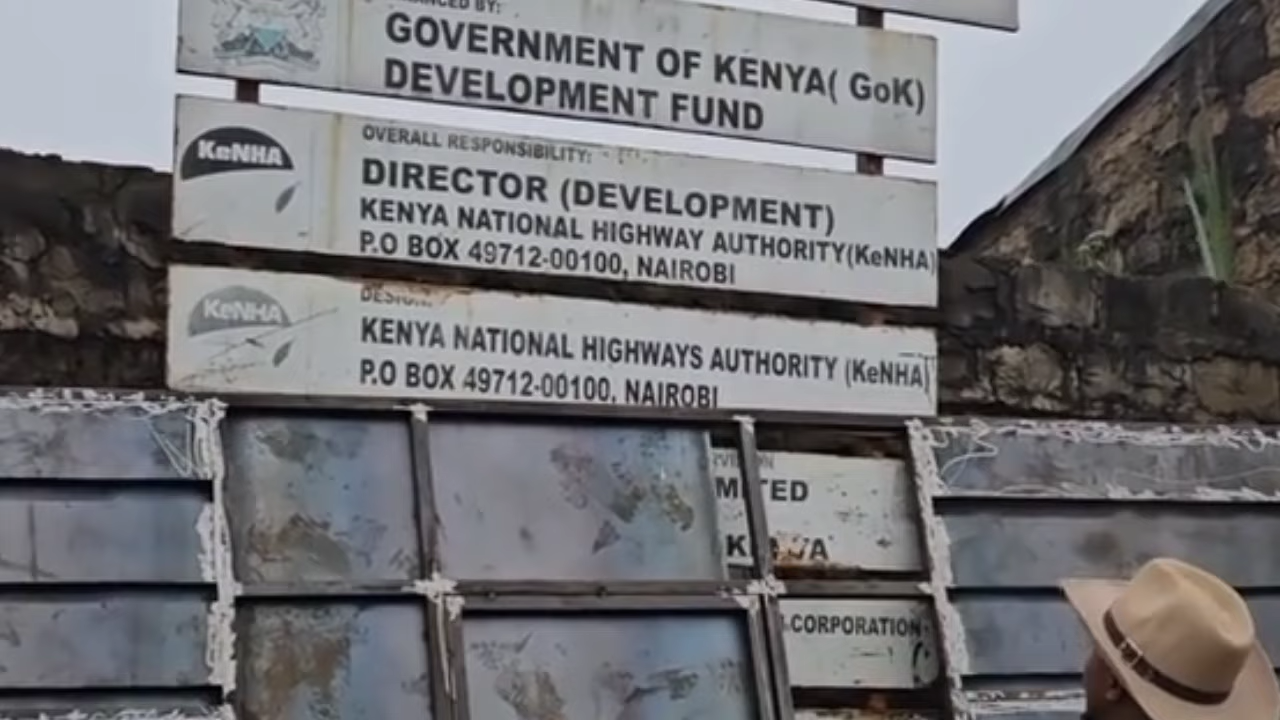 GOVERNMENT OF KENYA( GoK)
DEVELOPMENT FUND
KeNHA
OVERALL RESPONSIBILITY:
DIRECTOR (DEVELOPMENT)
KENYA NATIONAL HIGHWAY AUTHORITY(KeNHA)
P.O BOX 49712-00100, NAIROBI
KeNHA
KENYA NATIONAL HIGHWAYS AUTHORITY (KeNHA)
P.O BOX 49712-00100, NAIROBI
CORPORATION